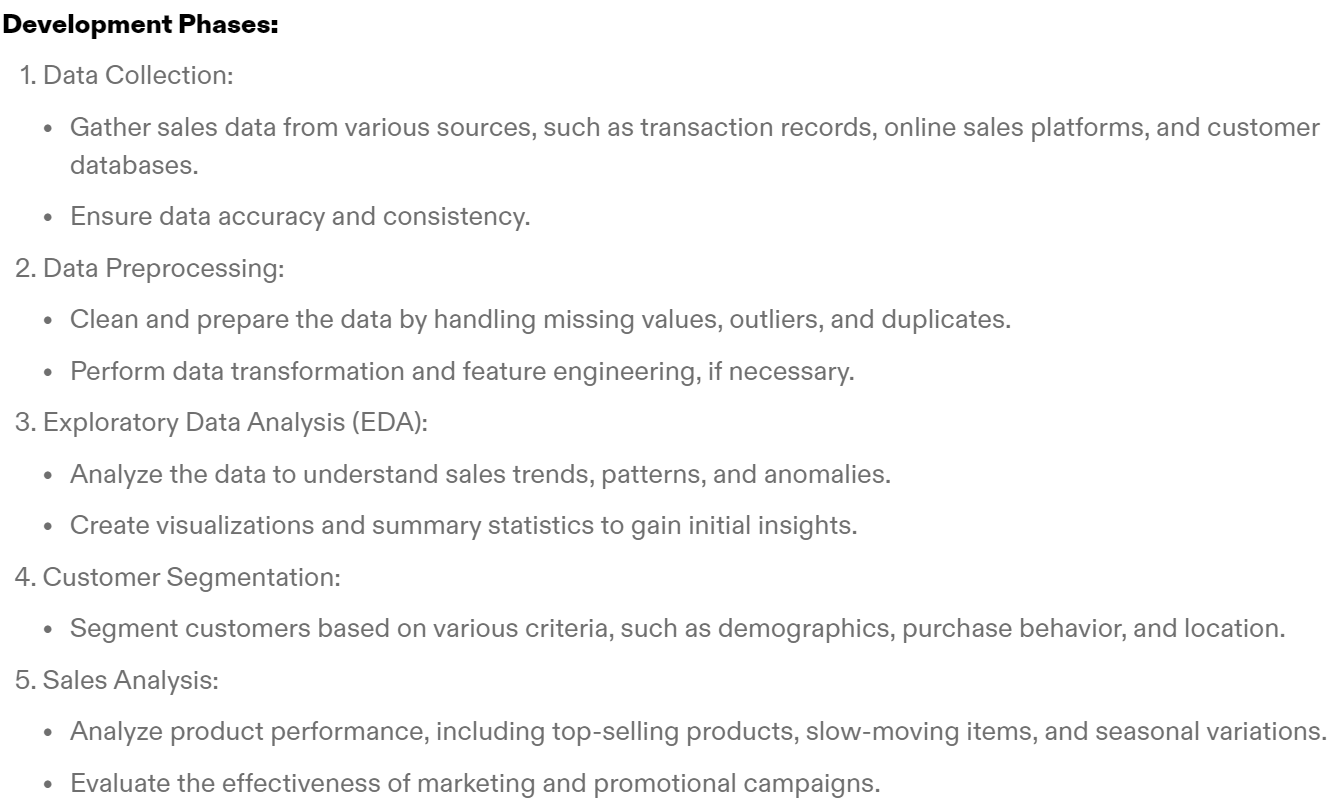 Development Phases:
1. Data Collection:
• Gather sales data from various sources, such as transaction records, online sales platforms, and customer
databases.
• Ensure data accuracy and consistency.
2. Data Preprocessing:
• Clean and prepare the data by handling missing values, outliers, and duplicates.
• Perform data transformation and feature engineering, if necessary.
3. Exploratory Data Analysis (EDA):
• Analyze the data to understand sales trends, patterns, and anomalies.
• Create visualizations and summary statistics to gain initial insights.
4. Customer Segmentation:
• Segment customers based on various criteria, such as demographics, purchase behavior, and location.
5. Sales Analysis:
• Analyze product performance, including top-selling products, slow-moving items, and seasonal variations.
• Evaluate the effectiveness of marketing and promotional campaigns.